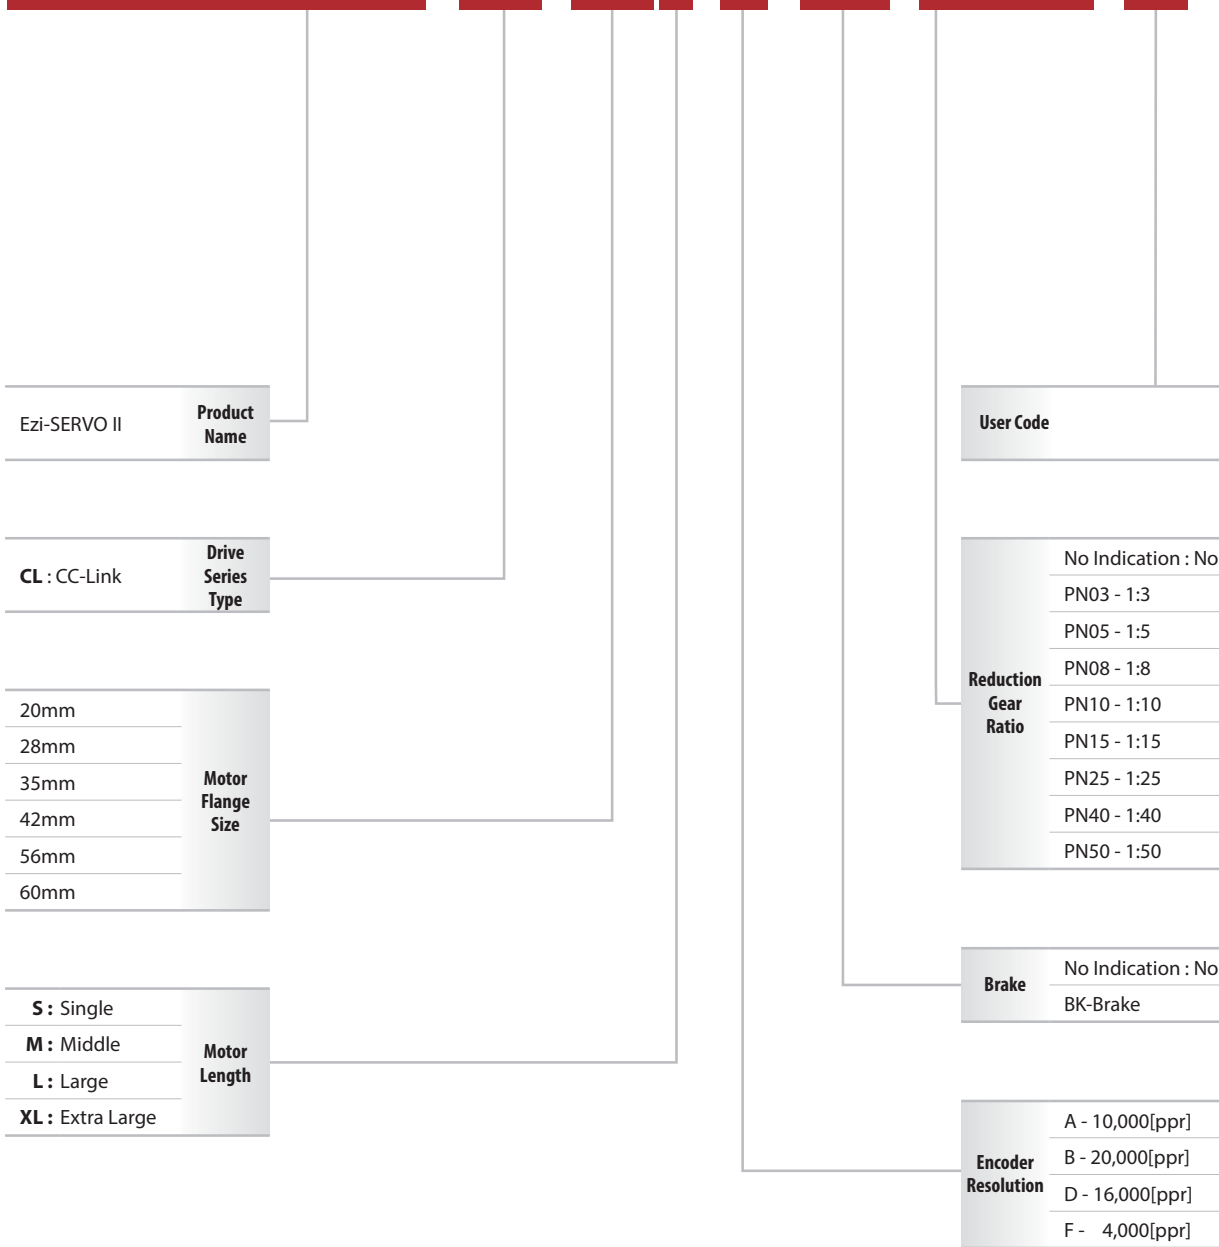 Ezi-SERVO II
Product
Name
CL : CC-Link
Drive
Series
Type
20mm
28mm
35mm
42mm
56mm
60mm
Motor
Flange
Size
S : Single
M : Middle
L : Large
XL : Extra Large
Motor
Length
User Code
Reduction
Gear
Ratio
No Indication : No
PN03 - 1:3
PN05 - 1:5
PN08 - 1:8
PN10 - 1:10
PN15 - 1:15
PN25 - 1:25
PN40 - 1:40
PN50 - 1:50
Brake
No Indication : No
BK-Brake
Encoder
Resolution
A - 10,000[ppr]
B - 20,000[ppr]
D - 16,000[ppr]
F - 4,000[ppr]